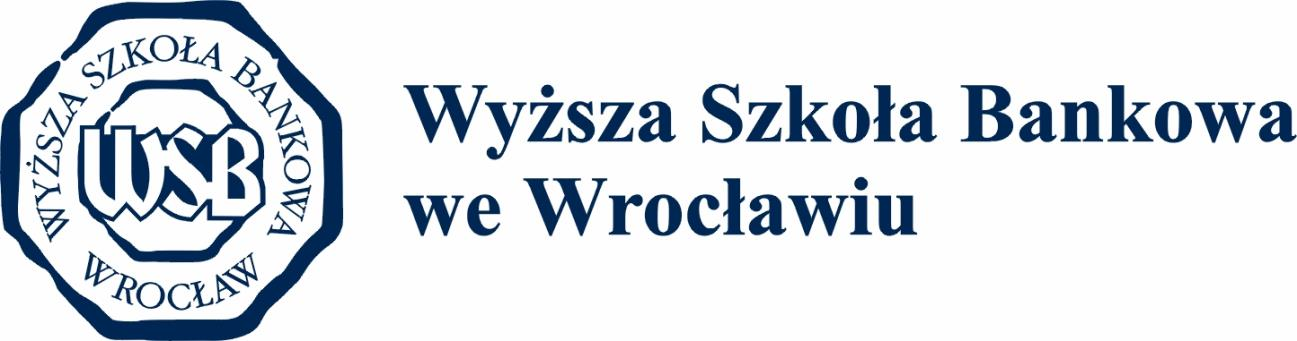 WYŻSZA SZKOŁA BANKOWA
WSB
WROCŁAW
Wyższa Szkoła Bankowa
we Wrocławiu